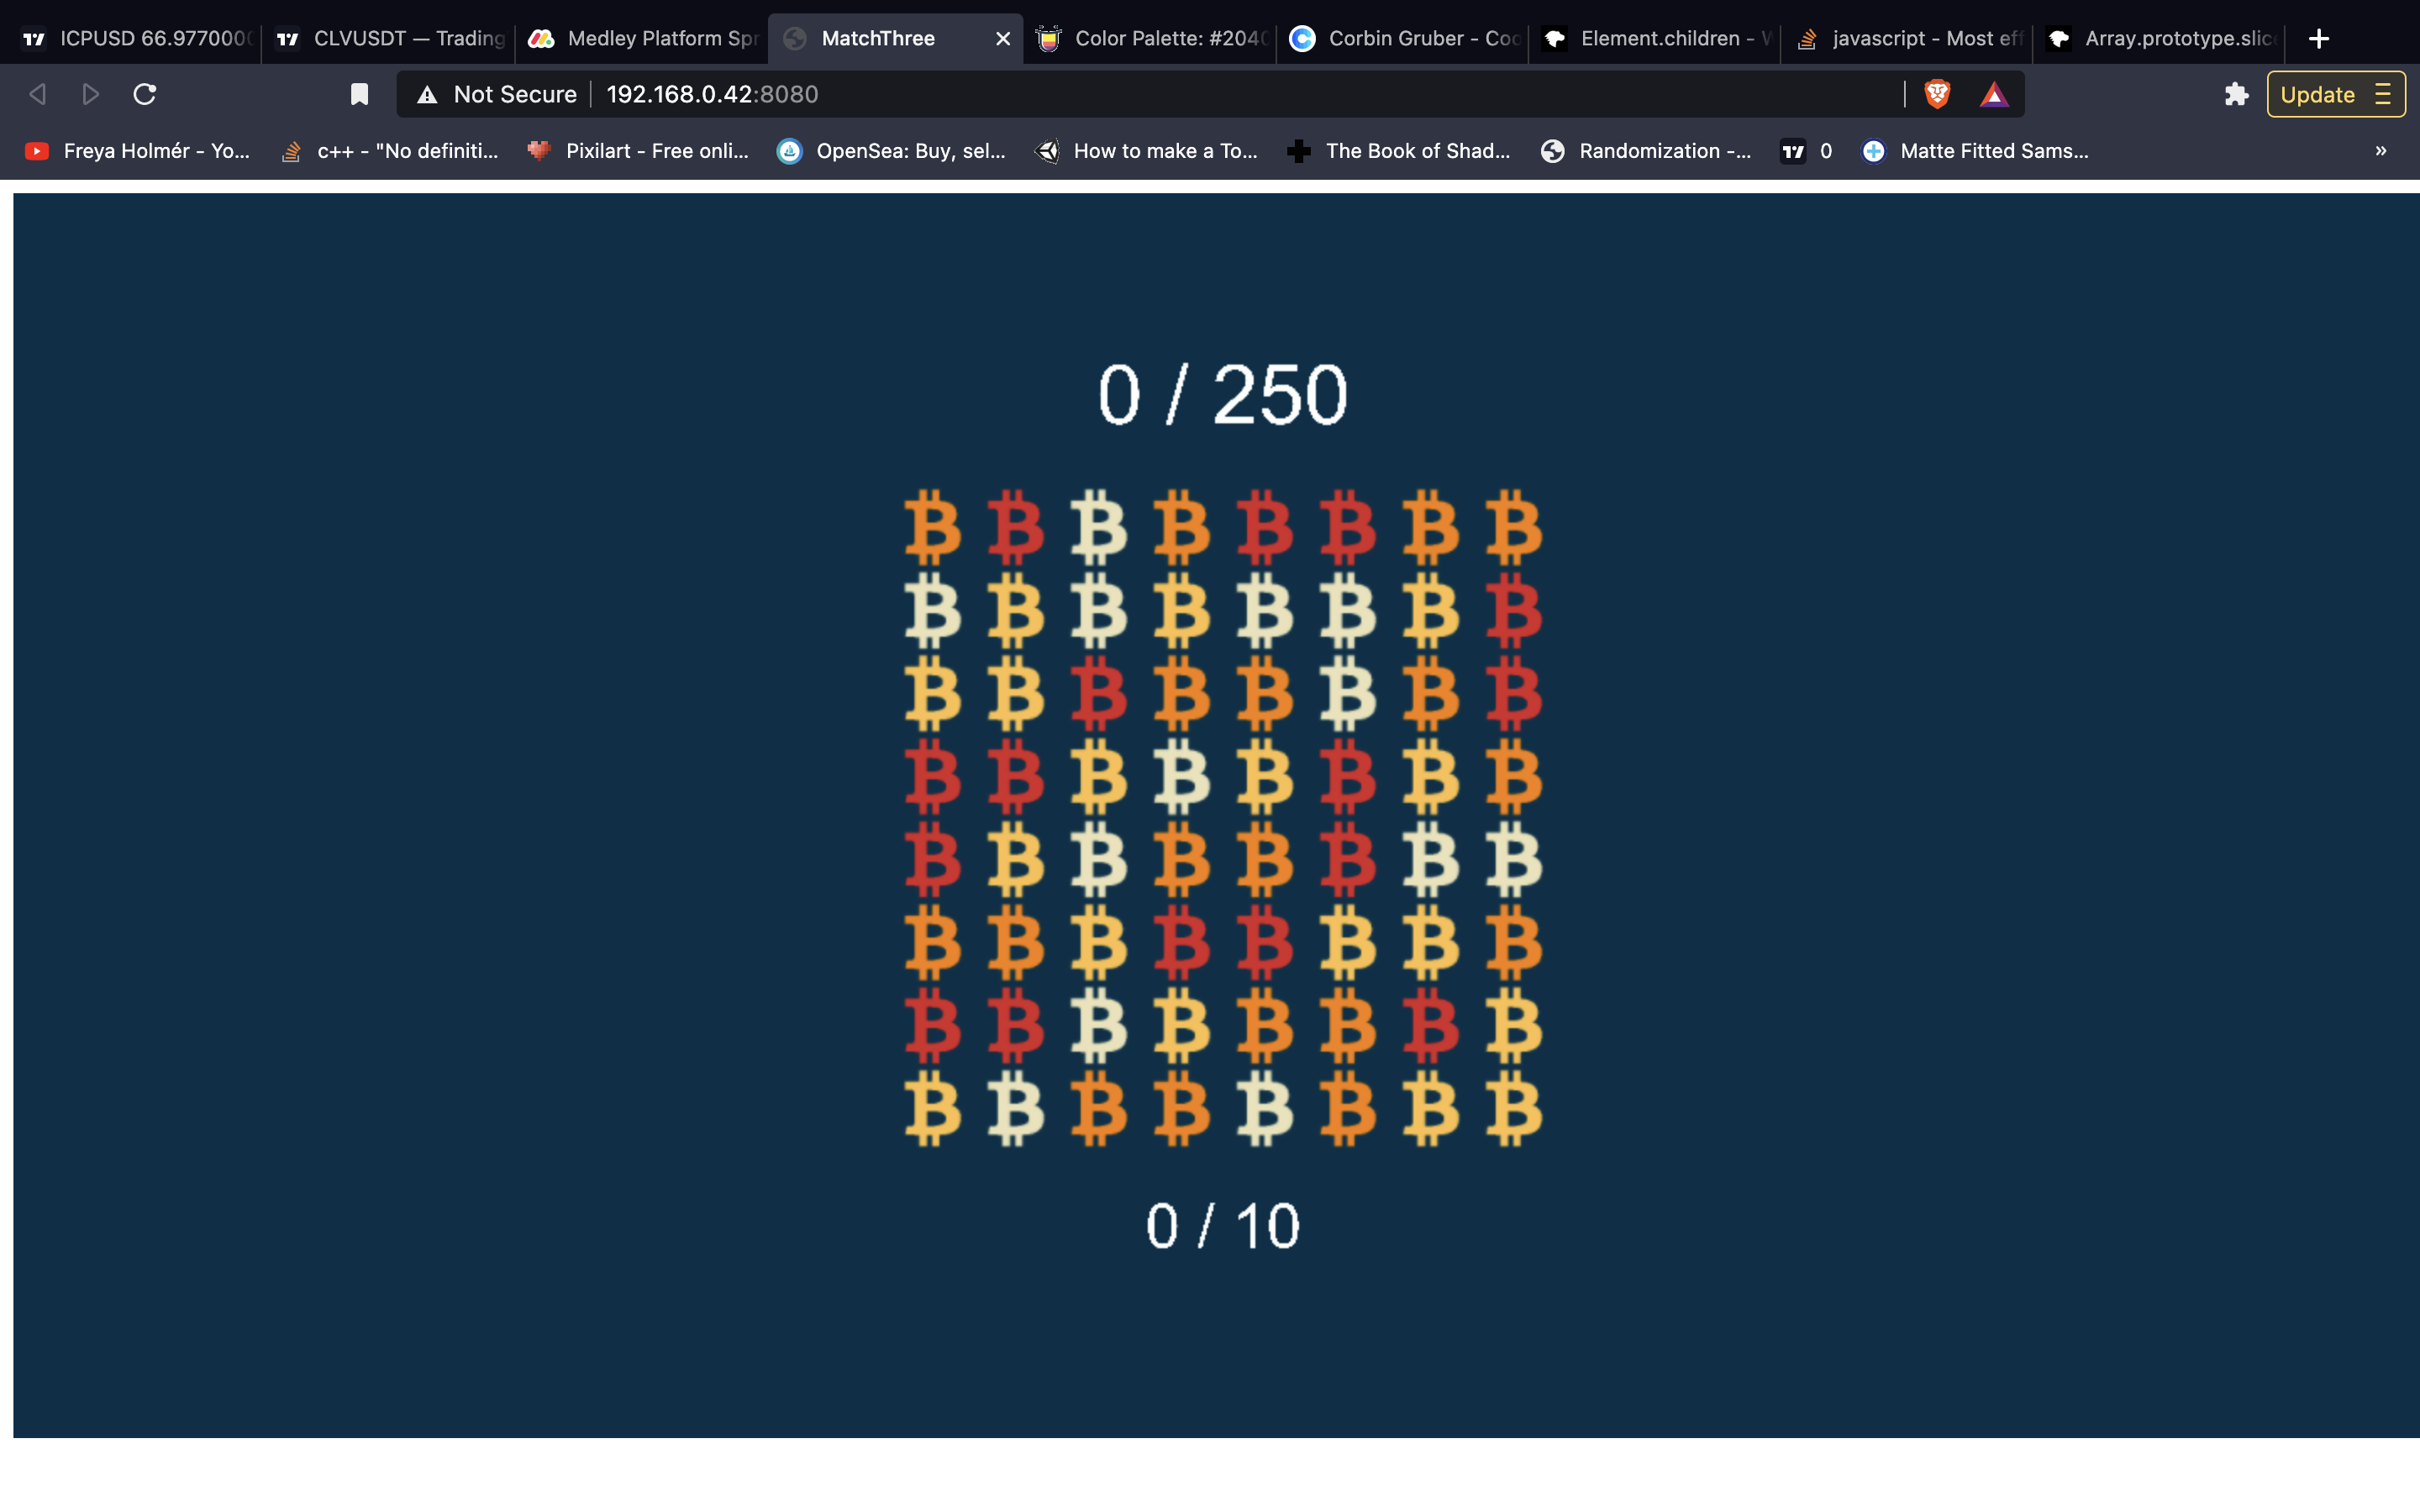 ICPUSD 66.977000
CLVUSDT — Trading
Medley Platform Spr
MatchThree
Color Palette: #204
Corbin Gruber - Coo
Element.children -
javascript - Most eff
Array.prototype.slic
Not Secure
192.168.0.42:8080
Update
Freya Holmér - Yo...
c++ - "No definiti...
Pixilart - Free onli...
OpenSea: Buy, sel...
How to make a To...
The Book of Shad...
Randomization -...
0
Matte Fitted Sams...
»
0 / 250
0 / 10